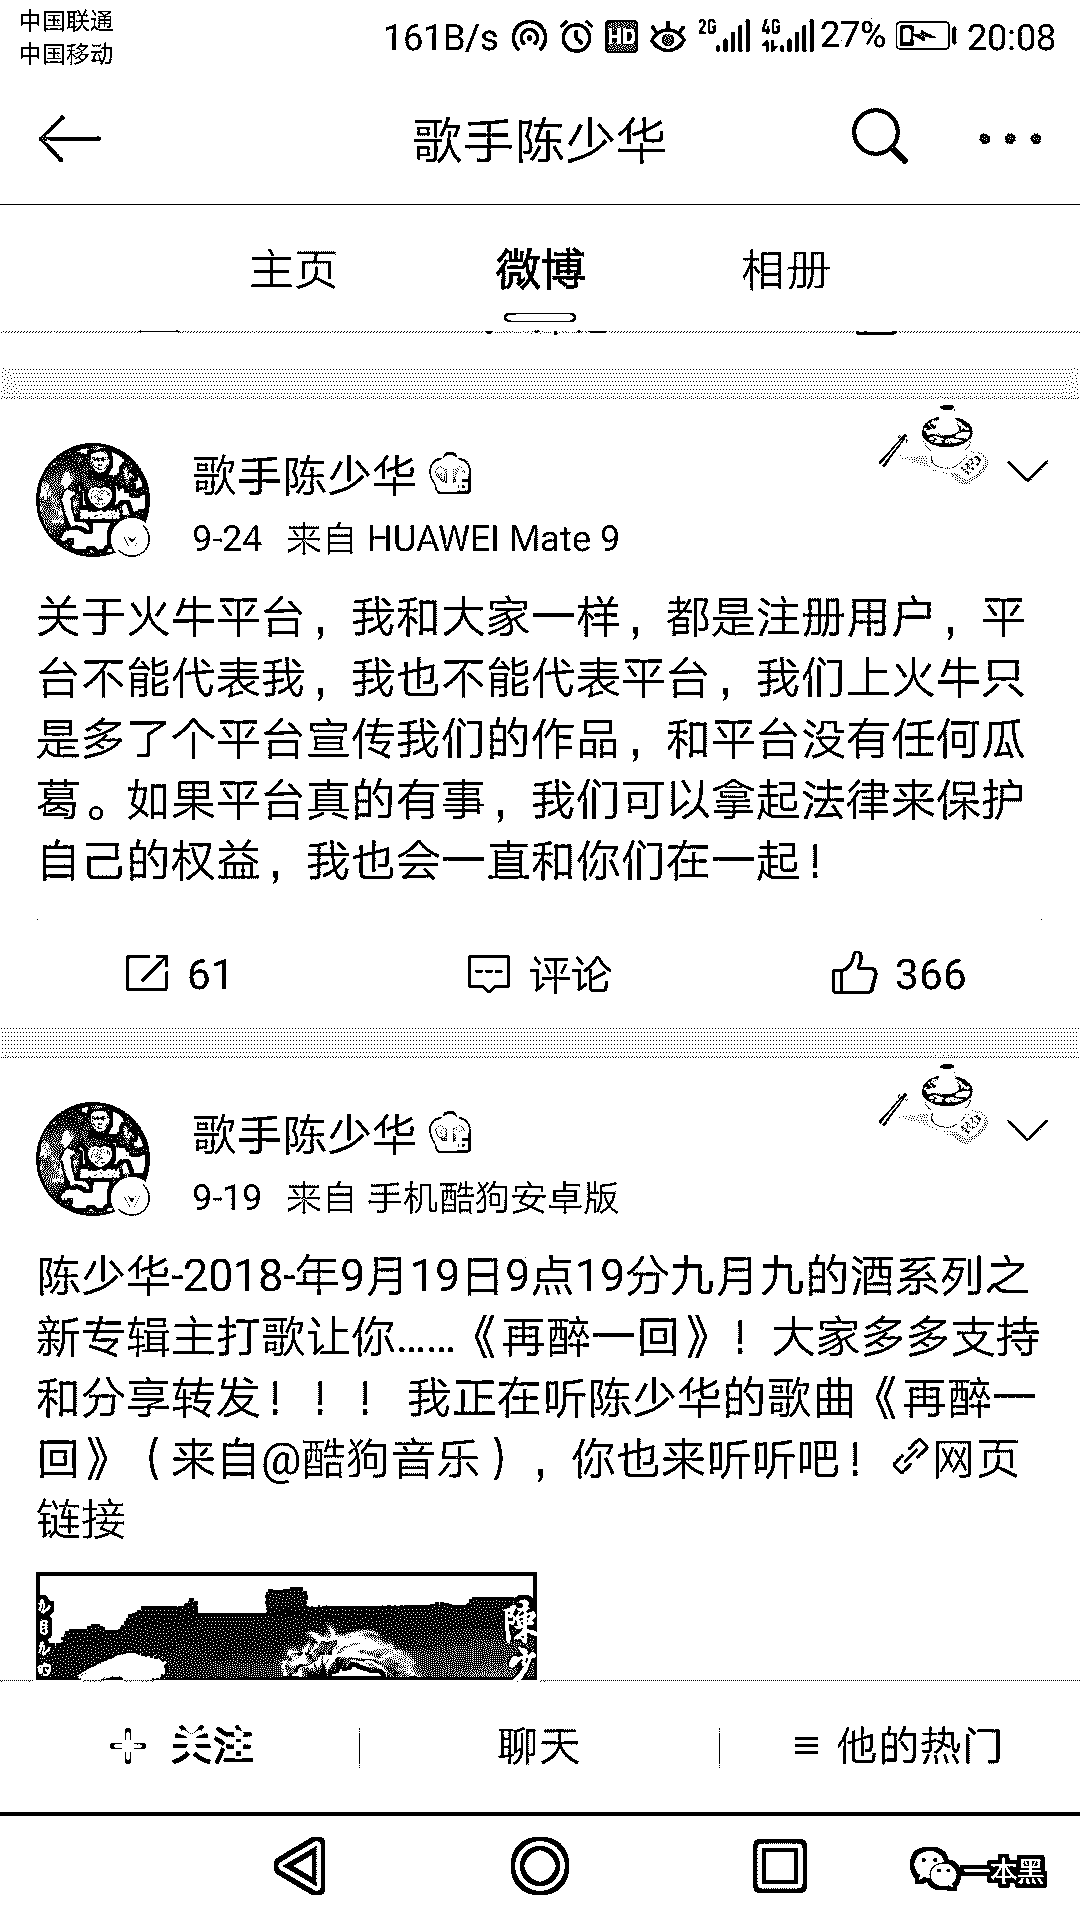 中国联通
中国移动
161B/s HD 2G 4G 27% 20:08
歌手陈少华
主页 微博 相册
歌手陈少华
9-24 来自 HUAWEI Mate 9
关于火牛平台，我和大家一样，都是注册用户，平
台不能代表我，我也不能代表平台，我们上火牛只
是多了个平台宣传我们的作品，和平台没有任何瓜
葛。如果平台真的有事，我们可以拿起法律来保护
自己的权益，我也会一直和你们在一起！
61 评论 366
歌手陈少华
9-19 来自 手机酷狗安卓版
陈少华-2018-年9月19日9点19分九月九的酒系列之
新专辑主打歌让你……《再醉一回》！大家多多支持
和分享转发！！！ 我正在听陈少华的歌曲《再醉一
回》（来自@酷狗音乐），你也来听听吧！网页
链接
九月九的
陳少
关注 聊天 他的热门
一本黑